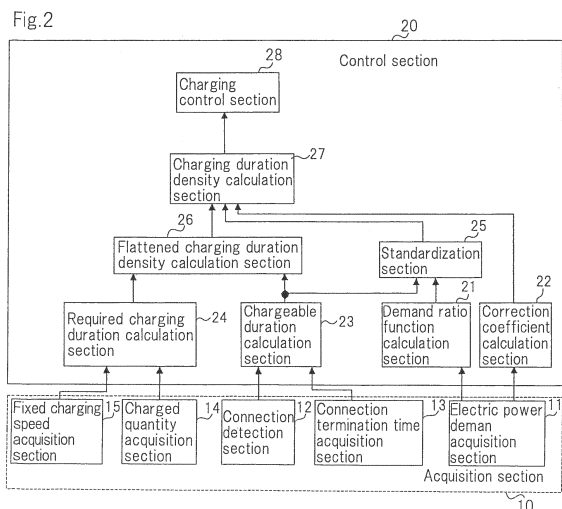 Fig.2
20
Control section
28
Charging
control section
27
Charging duration
density calculation
section
26
Flattened charging duration
density calculation section
25
Standardization
section
24
Required charging
duration calculation
section
23
Chargeable
duration
calculation
section
21
Demand ratio
function
calculation
section
22
Correction
coefficient
calculation
section
Fixed charging
speed
acquisition
section
15
Charged
quantity
acquisition
section
14
Connection
detection
section
12
Connection
termination time
acquisition
section
13
Electric power
deman
acquisition
section
11
Acquisition section
10